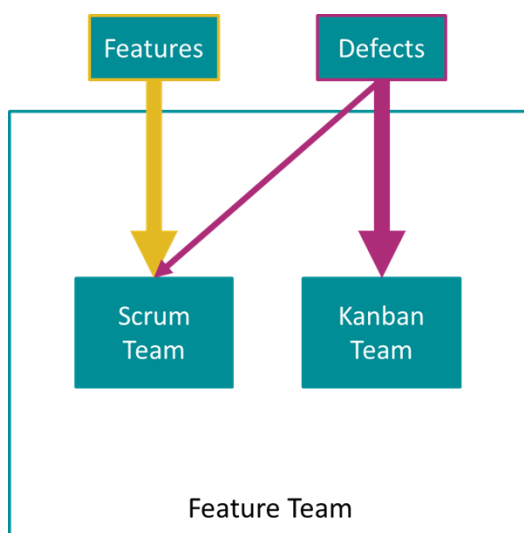 Features
Defects
Scrum
Team
Kanban
Team
Feature Team